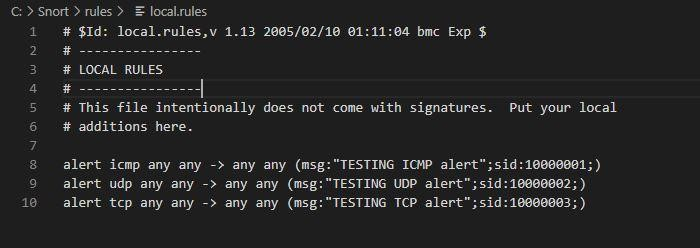 C: > Snort > rules > local.rules
1 # $Id: local.rules,v 1.13 2005/02/10 01:11:04 bmc Exp $
2 # ----------------
3 # LOCAL RULES
4 # ----------------
5 # This file intentionally does not come with signatures.  Put your local
6 # additions here.
7
8 alert icmp any any -> any any (msg:"TESTING ICMP alert";sid:10000001;)
9 alert udp any any -> any any (msg:"TESTING UDP alert";sid:10000002;)
10 alert tcp any any -> any any (msg:"TESTING TCP alert";sid:10000003;)